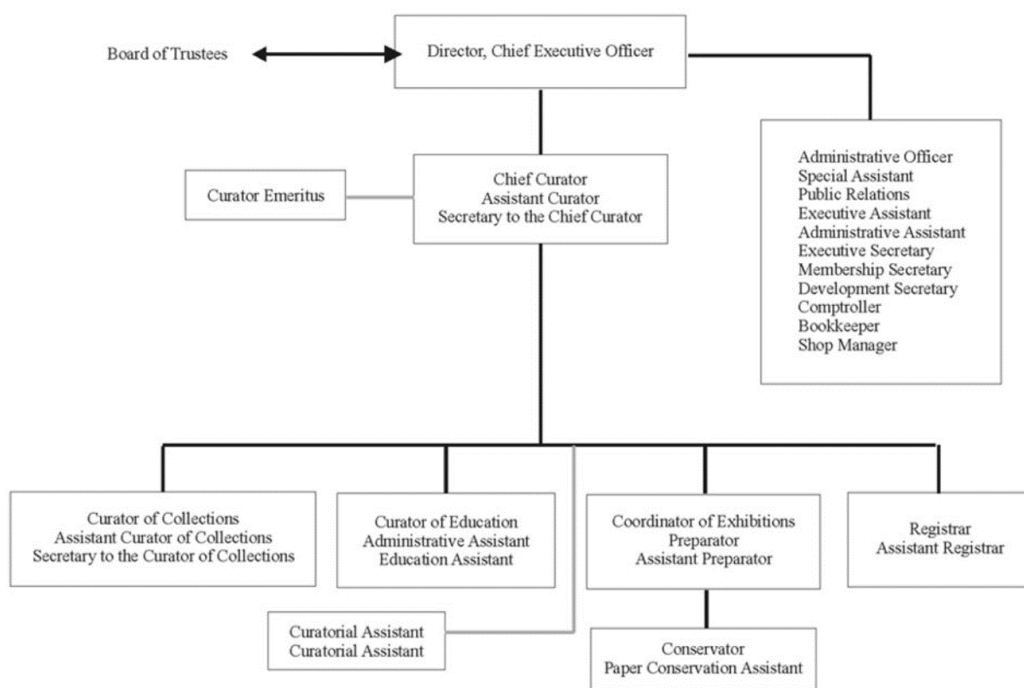 Board of Trustees
Director, Chief Executive Officer
Administrative Officer
Special Assistant
Public Relations
Executive Assistant
Administrative Assistant
Executive Secretary
Membership Secretary
Development Secretary
Comptroller
Bookkeeper
Shop Manager
Curator Emeritus
Chief Curator
Assistant Curator
Secretary to the Chief Curator
Curator of Collections
Assistant Curator of Collections
Secretary to the Curator of Collections
Curator of Education
Administrative Assistant
Education Assistant
Coordinator of Exhibitions
Preparator
Assistant Preparator
Registrar
Assistant Registrar
Curatorial Assistant
Curatorial Assistant
Conservator
Paper Conservation Assistant